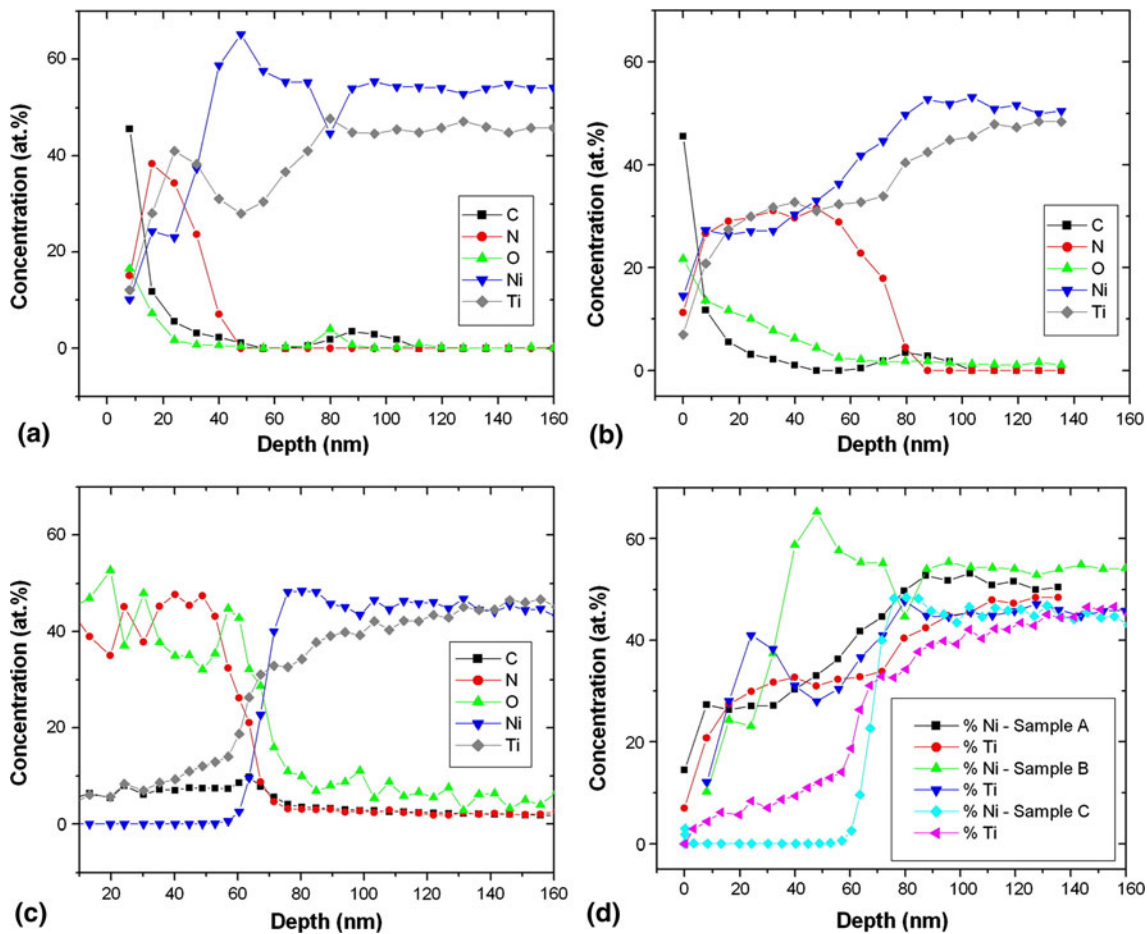 60
40
20
0
Concentration (at.%)
C
N
O
Ni
Ti
0 20 40 60 80 100 120 140 160
Depth (nm)
(a)
60
40
20
0
Concentration (at.%)
C
N
O
Ni
Ti
0 20 40 60 80 100 120 140 160
Depth (nm)
(b)
60
40
20
0
Concentration (at.%)
C
N
O
Ni
Ti
20 40 60 80 100 120 140 160
Depth (nm)
(c)
60
40
20
0
Concentration (at.%)
% Ni - Sample A
% Ti
% Ni - Sample B
% Ti
% Ni - Sample C
% Ti
0 20 40 60 80 100 120 140 160
Depth (nm)
(d)